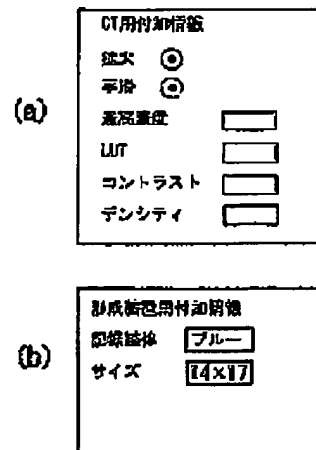 (a)
CT用付加情報
拡大
平滑
最高濃度
LUT
コントラスト
デンシティ
(b)
形成装置用付加情報
記録媒体 ブルー
サイズ 14×17